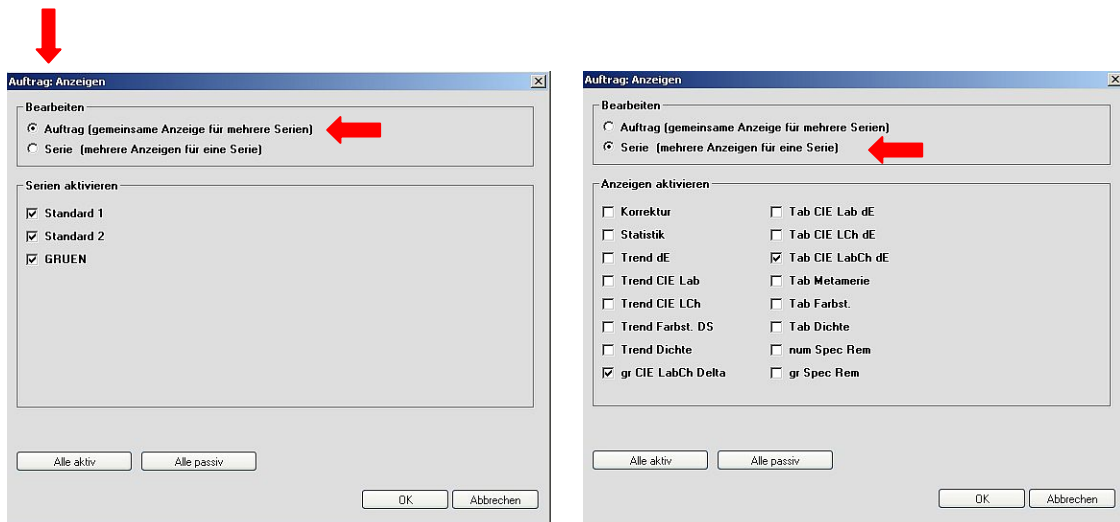 Auftrag: Anzeigen
Bearbeiten
Auftrag (gemeinsame Anzeige für mehrere Serien)
Serie (mehrere Anzeigen für eine Serie)
Serien aktivieren
Standard 1
Standard 2
GRUEN
Alle aktiv
Alle passiv
OK
Abbrechen
Auftrag: Anzeigen
Bearbeiten
Auftrag (gemeinsame Anzeige für mehrere Serien)
Serie (mehrere Anzeigen für eine Serie)
Anzeigen aktivieren
Korrektur
Statistik
Trend dE
Trend CIE Lab
Trend CIE LCh
Trend Farbst. DS
Trend Dichte
gr CIE LabCh Delta
Tab CIE Lab dE
Tab CIE LCh dE
Tab CIE LabCh dE
Tab Metamerie
Tab Farbst.
Tab Dichte
num Spec Rem
gr Spec Rem
Alle aktiv
Alle passiv
OK
Abbrechen